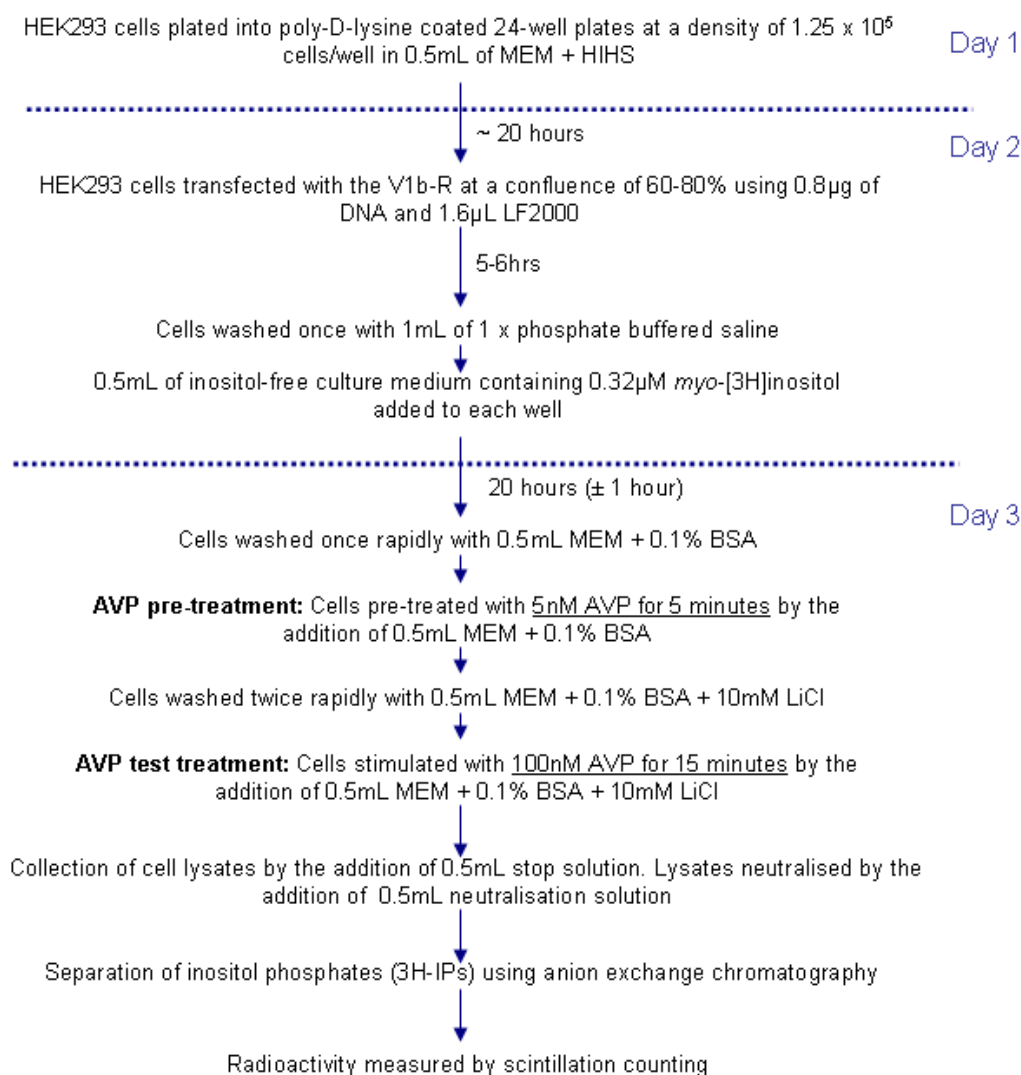 HEK293 cells plated into poly-D-lysine coated 24-well plates at a density of 1.25 x 10⁵
cells/well in 0.5mL of MEM + HIHS
Day 1
~ 20 hours
Day 2
HEK293 cells transfected with the V1b-R at a confluence of 60-80% using 0.8µg of
DNA and 1.6µL LF2000
5-6hrs
Cells washed once with 1mL of 1 x phosphate buffered saline
0.5mL of inositol-free culture medium containing 0.32µM myo-[3H]inositol
added to each well
20 hours (± 1 hour)
Day 3
Cells washed once rapidly with 0.5mL MEM + 0.1% BSA
AVP pre-treatment: Cells pre-treated with 5nM AVP for 5 minutes by the
addition of 0.5mL MEM + 0.1% BSA
Cells washed twice rapidly with 0.5mL MEM + 0.1% BSA + 10mM LiCl
AVP test treatment: Cells stimulated with 100nM AVP for 15 minutes by the
addition of 0.5mL MEM + 0.1% BSA + 10mM LiCl
Collection of cell lysates by the addition of 0.5mL stop solution. Lysates neutralised by the
addition of 0.5mL neutralisation solution
Separation of inositol phosphates (3H-IPs) using anion exchange chromatography
Radioactivity measured by scintillation counting